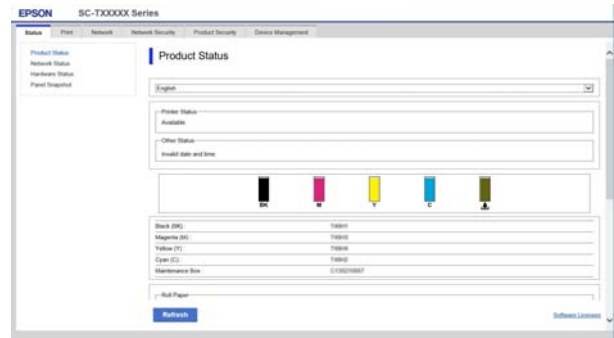 EPSON SC-TXXXXX Series
Status Print Network Network Security Product Security Device Management
Product Status
Network Status
Hardware Status
Panel Snapshot
Product Status
English
Printer Status
Available
Other Status
Invalid date and time
BK M Y C
Black (BK) :
Magenta (M) :
Yellow (Y) :
Cyan (C) :
Maintenance Box :
Roll Paper
Refresh
Software Licenses